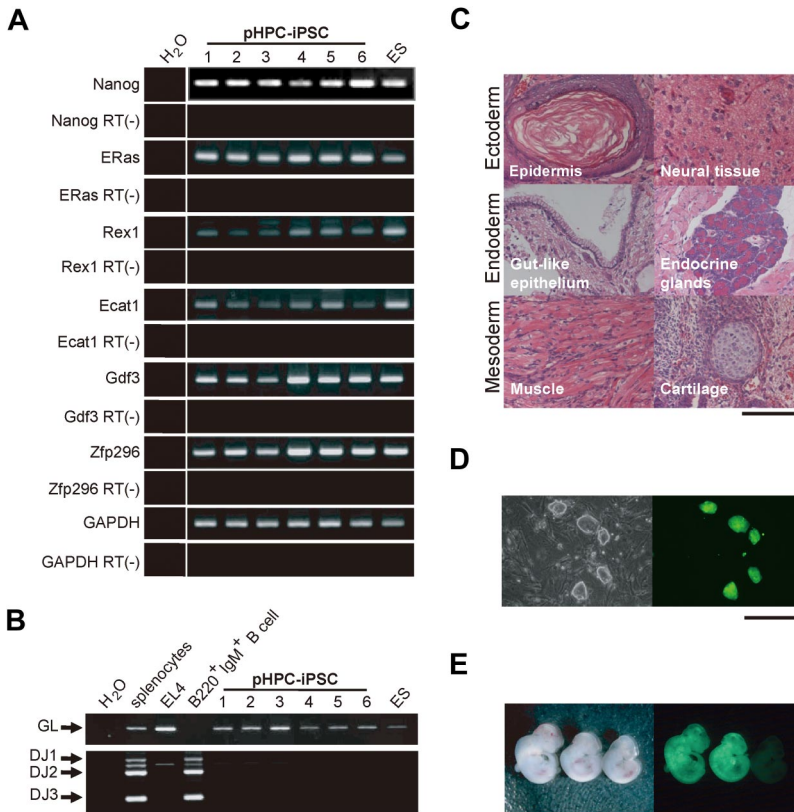 A
H₂O
pHPC-iPSC
1 2 3 4 5 6
ES
Nanog
Nanog RT(-)
ERas
ERas RT(-)
Rex1
Rex1 RT(-)
Ecat1
Ecat1 RT(-)
Gdf3
Gdf3 RT(-)
Zfp296
Zfp296 RT(-)
GAPDH
GAPDH RT(-)
B
H₂O
splenocytes
EL4
B220⁺ IgM⁺ B cell
pHPC-iPSC
1 2 3 4 5 6
ES
GL
DJ1
DJ2
DJ3
C
Ectoderm
Epidermis
Neural tissue
Endoderm
Gut-like
epithelium
Endocrine
glands
Mesoderm
Muscle
Cartilage
D
E